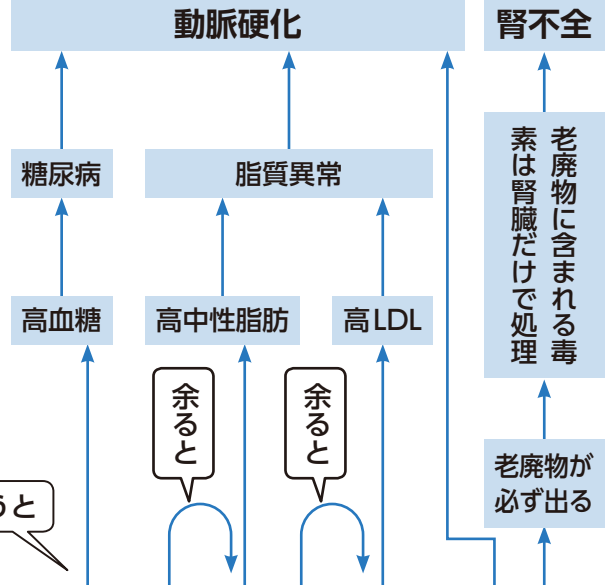 動脈硬化
腎不全
糖尿病
脂質異常
老廃物に含まれる毒
素は腎臓だけで処理
高血糖
高中性脂肪
高LDL
余ると
余ると
老廃物が
必ず出る
うと